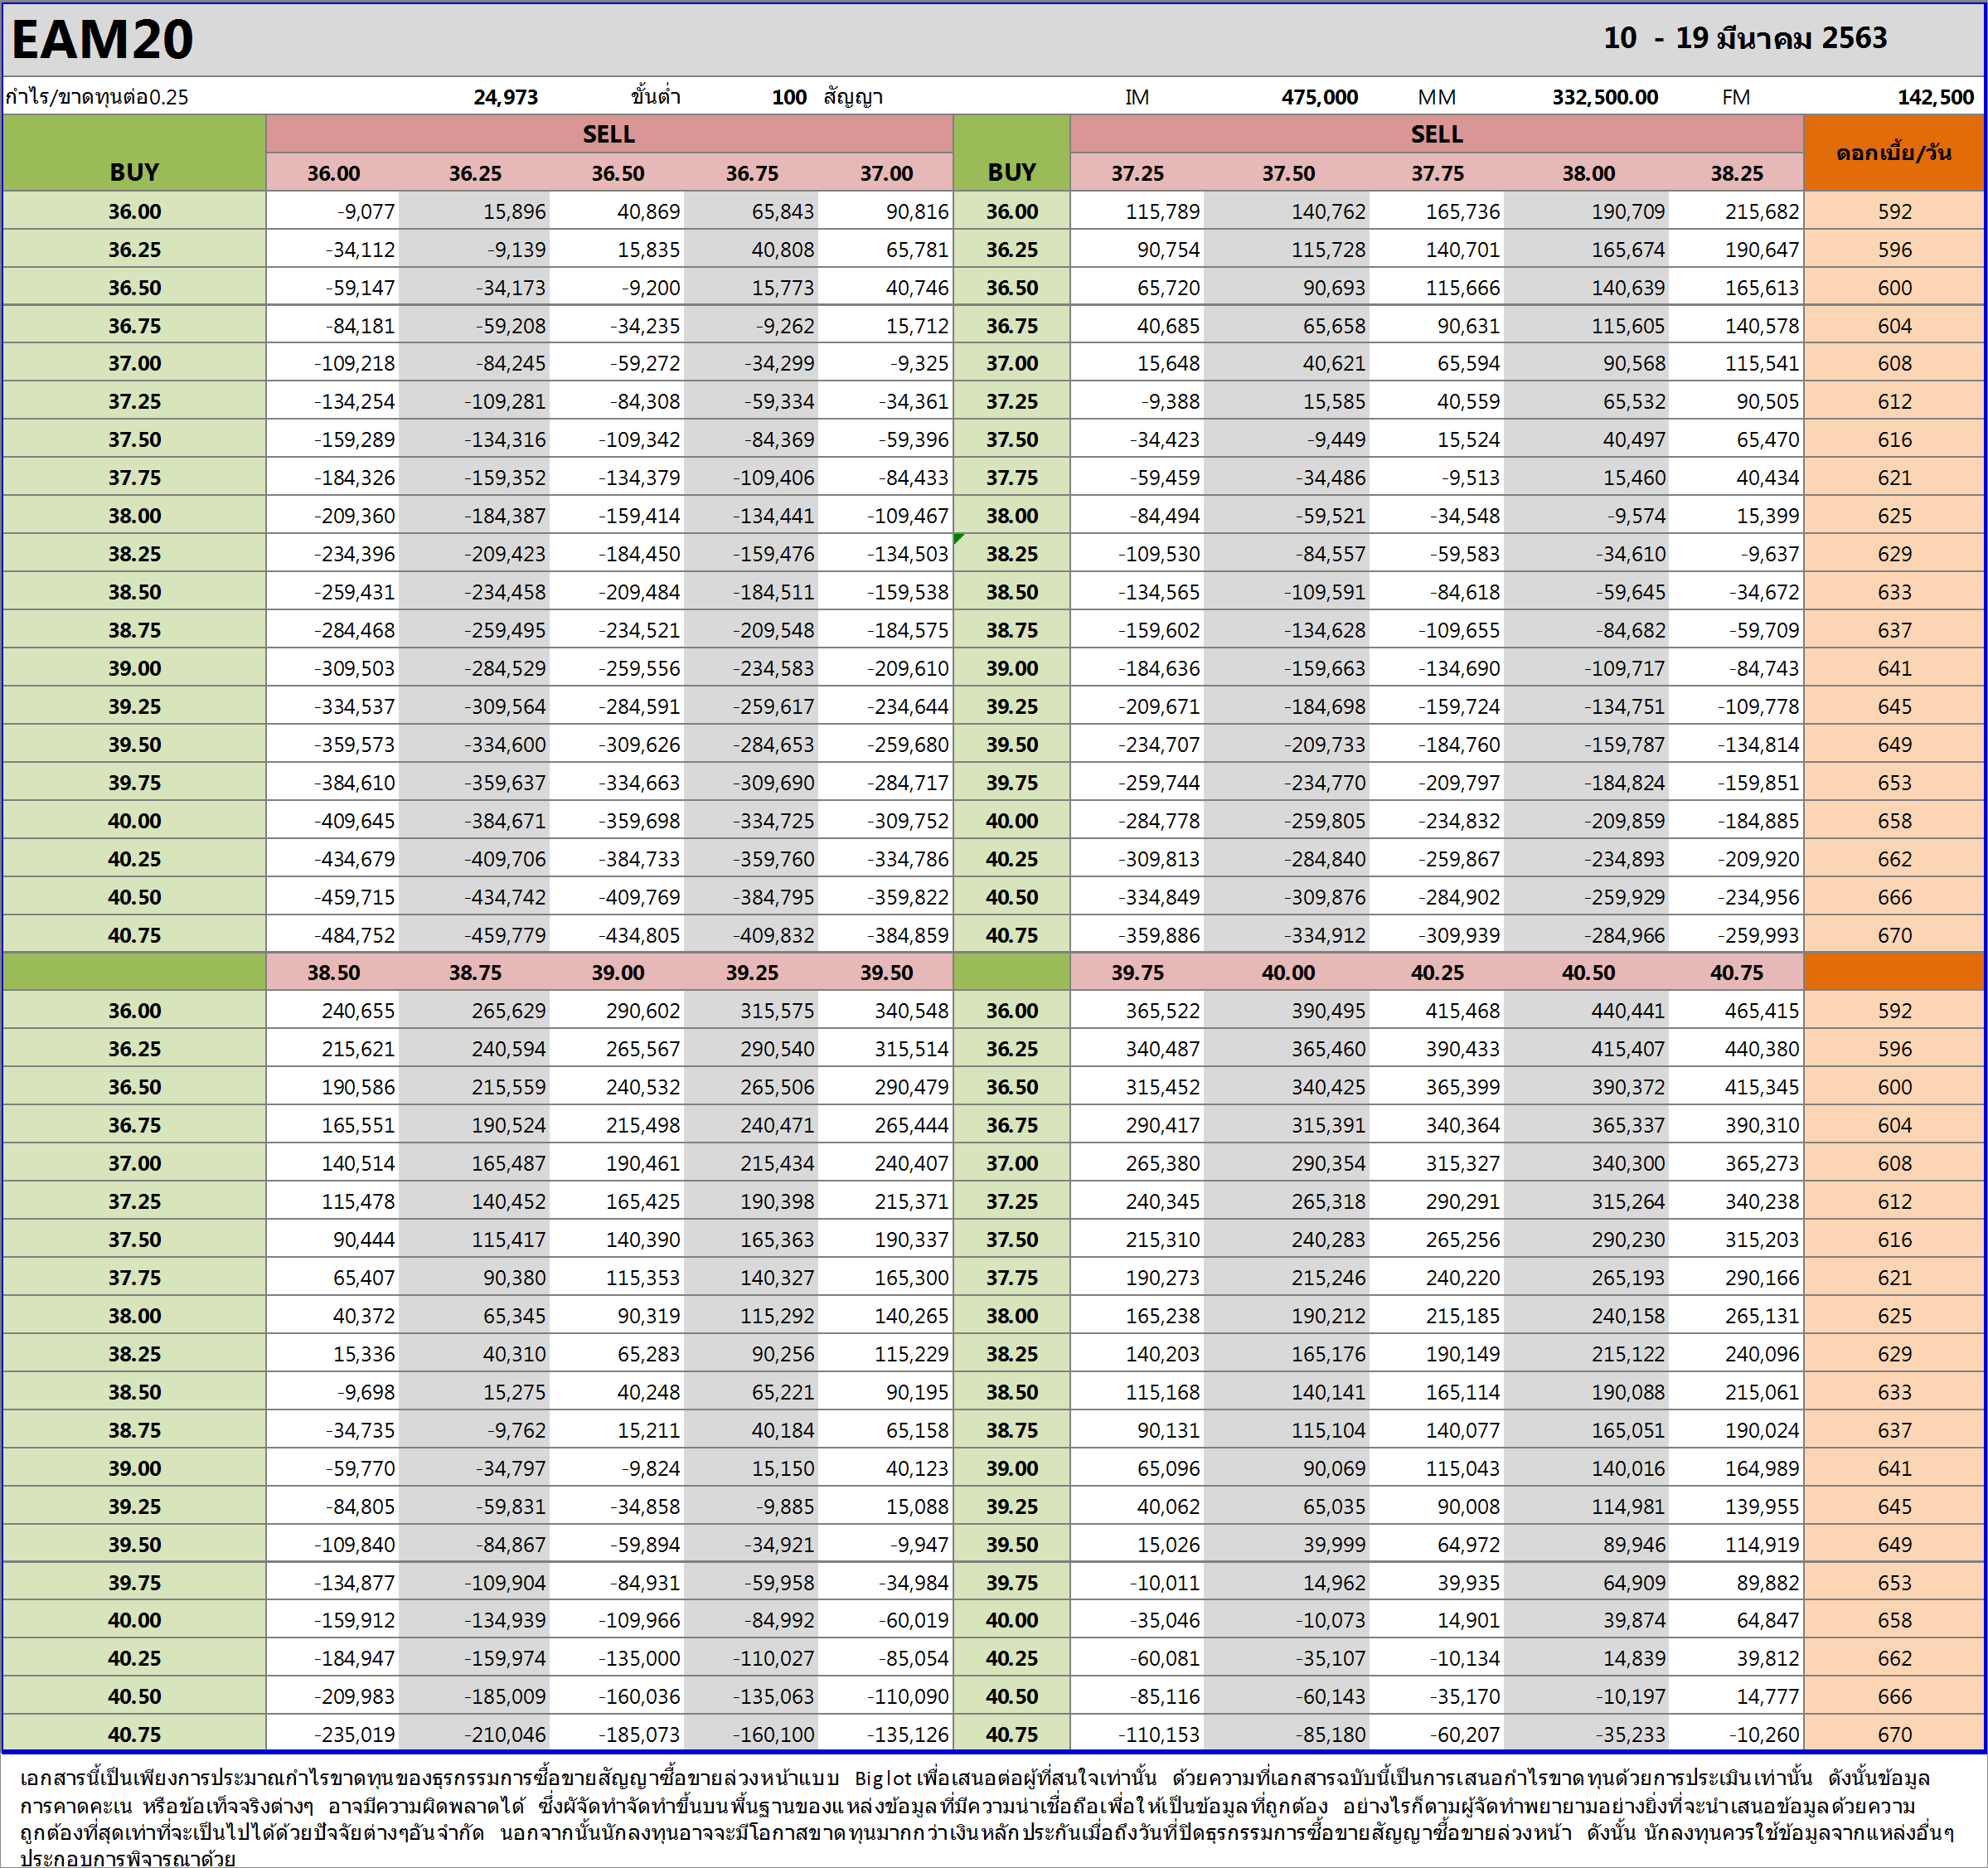 EAM20 10 - 19 มีนาคม 2563
กำไร/ขาดทุนต่อ0.25 24,973 ขั้นต่ำ 100 สัญญา IM 475,000 MM 332,500.00 FM 142,500
BUY SELL BUY SELL ดอกเบี้ย/วัน
36.00 36.25 36.50 36.75 37.00 37.25 37.50 37.75 38.00 38.25
36.00 -9,077 15,896 40,869 65,843 90,816 36.00 115,789 140,762 165,736 190,709 215,682 592
36.25 -34,112 -9,139 15,835 40,808 65,781 36.25 90,754 115,728 140,701 165,674 190,647 596
36.50 -59,147 -34,173 -9,200 15,773 40,746 36.50 65,720 90,693 115,666 140,639 165,613 600
36.75 -84,181 -59,208 -34,235 -9,262 15,712 36.75 40,685 65,658 90,631 115,605 140,578 604
37.00 -109,218 -84,245 -59,272 -34,299 -9,325 37.00 15,648 40,621 65,594 90,568 115,541 608
37.25 -134,254 -109,281 -84,308 -59,334 -34,361 37.25 -9,388 15,585 40,559 65,532 90,505 612
37.50 -159,289 -134,316 -109,342 -84,369 -59,396 37.50 -34,423 -9,449 15,524 40,497 65,470 616
37.75 -184,326 -159,352 -134,379 -109,406 -84,433 37.75 -59,459 -34,486 -9,513 15,460 40,434 621
38.00 -209,360 -184,387 -159,414 -134,441 -109,467 38.00 -84,494 -59,521 -34,548 -9,574 15,399 625
38.25 -234,396 -209,423 -184,450 -159,476 -134,503 38.25 -109,530 -84,557 -59,583 -34,610 -9,637 629
38.50 -259,431 -234,458 -209,484 -184,511 -159,538 38.50 -134,565 -109,591 -84,618 -59,645 -34,672 633
38.75 -284,468 -259,495 -234,521 -209,548 -184,575 38.75 -159,602 -134,628 -109,655 -84,682 -59,709 637
39.00 -309,503 -284,529 -259,556 -234,583 -209,610 39.00 -184,636 -159,663 -134,690 -109,717 -84,743 641
39.25 -334,537 -309,564 -284,591 -259,617 -234,644 39.25 -209,671 -184,698 -159,724 -134,751 -109,778 645
39.50 -359,573 -334,600 -309,626 -284,653 -259,680 39.50 -234,707 -209,733 -184,760 -159,787 -134,814 649
39.75 -384,610 -359,637 -334,663 -309,690 -284,717 39.75 -259,744 -234,770 -209,797 -184,824 -159,851 653
40.00 -409,645 -384,671 -359,698 -334,725 -309,752 40.00 -284,778 -259,805 -234,832 -209,859 -184,885 658
40.25 -434,679 -409,706 -384,733 -359,760 -334,786 40.25 -309,813 -284,840 -259,867 -234,893 -209,920 662
40.50 -459,715 -434,742 -409,769 -384,795 -359,822 40.50 -334,849 -309,876 -284,902 -259,929 -234,956 666
40.75 -484,752 -459,779 -434,805 -409,832 -384,859 40.75 -359,886 -334,912 -309,939 -284,966 -259,993 670
38.50 38.75 39.00 39.25 39.50 39.75 40.00 40.25 40.50 40.75
36.00 240,655 265,629 290,602 315,575 340,548 36.00 365,522 390,495 415,468 440,441 465,415 592
36.25 215,621 240,594 265,567 290,540 315,514 36.25 340,487 365,460 390,433 415,407 440,380 596
36.50 190,586 215,559 240,532 265,506 290,479 36.50 315,452 340,425 365,399 390,372 415,345 600
36.75 165,551 190,524 215,498 240,471 265,444 36.75 290,417 315,391 340,364 365,337 390,310 604
37.00 140,514 165,487 190,461 215,434 240,407 37.00 265,380 290,354 315,327 340,300 365,273 608
37.25 115,478 140,452 165,425 190,398 215,371 37.25 240,345 265,318 290,291 315,264 340,238 612
37.50 90,444 115,417 140,390 165,363 190,337 37.50 215,310 240,283 265,256 290,230 315,203 616
37.75 65,407 90,380 115,353 140,327 165,300 37.75 190,273 215,246 240,220 265,193 290,166 621
38.00 40,372 65,345 90,319 115,292 140,265 38.00 165,238 190,212 215,185 240,158 265,131 625
38.25 15,336 40,310 65,283 90,256 115,229 38.25 140,203 165,176 190,149 215,122 240,096 629
38.50 -9,698 15,275 40,248 65,221 90,195 38.50 115,168 140,141 165,114 190,088 215,061 633
38.75 -34,735 -9,762 15,211 40,184 65,158 38.75 90,131 115,104 140,077 165,051 190,024 637
39.00 -59,770 -34,797 -9,824 15,150 40,123 39.00 65,096 90,069 115,043 140,016 164,989 641
39.25 -84,805 -59,831 -34,858 -9,885 15,088 39.25 40,062 65,035 90,008 114,981 139,955 645
39.50 -109,840 -84,867 -59,894 -34,921 -9,947 39.50 15,026 39,999 64,972 89,946 114,919 649
39.75 -134,877 -109,904 -84,931 -59,958 -34,984 39.75 -10,011 14,962 39,935 64,909 89,882 653
40.00 -159,912 -134,939 -109,966 -84,992 -60,019 40.00 -35,046 -10,073 14,901 39,874 64,847 658
40.25 -184,947 -159,974 -135,000 -110,027 -85,054 40.25 -60,081 -35,107 -10,134 14,839 39,812 662
40.50 -209,983 -185,009 -160,036 -135,063 -110,090 40.50 -85,116 -60,143 -35,170 -10,197 14,777 666
40.75 -235,019 -210,046 -185,073 -160,100 -135,126 40.75 -110,153 -85,180 -60,207 -35,233 -10,260 670
เอกสารนี้เป็นเพียงการประมาณกำไรขาดทุนของธุรกรรมการซื้อขายสัญญาซื้อขายล่วงหน้าแบบ Big lot เพื่อเสนอต่อผู้ที่สนใจเท่านั้น ด้วยความที่เอกสารฉบับนี้เป็นการเสนอกำไรขาดทุนด้วยการประเมินเท่านั้น ดังนั้นข้อมูล
การคาดคะเน หรือข้อเท็จจริงต่างๆ อาจมีความผิดพลาดได้ ซึ่งผัจัดทำจัดทำขึ้นบนพื้นฐานของแหล่งข้อมูลที่มีความน่าเชื่อถือเพื่อให้เป็นข้อมูลที่ถูกต้อง อย่างไรก็ตามผู้จัดทำพยายามอย่างยิ่งที่จะนำเสนอข้อมูลด้วยความ
ถูกต้องที่สุดเท่าที่จะเป็นไปได้ด้วยปัจจัยต่างๆอันจำกัด นอกจากนั้นนักลงทุนอาจจะมีโอกาสขาดทุนมากกว่าเงินหลักประกันเมื่อถึงวันที่ปิดธุรกรรมการซื้อขายสัญญาซื้อขายล่วงหน้า ดังนั้น นักลงทุนควรใช้ข้อมูลจากแหล่งอื่นๆ
ประกอบการพิจารณาด้วย